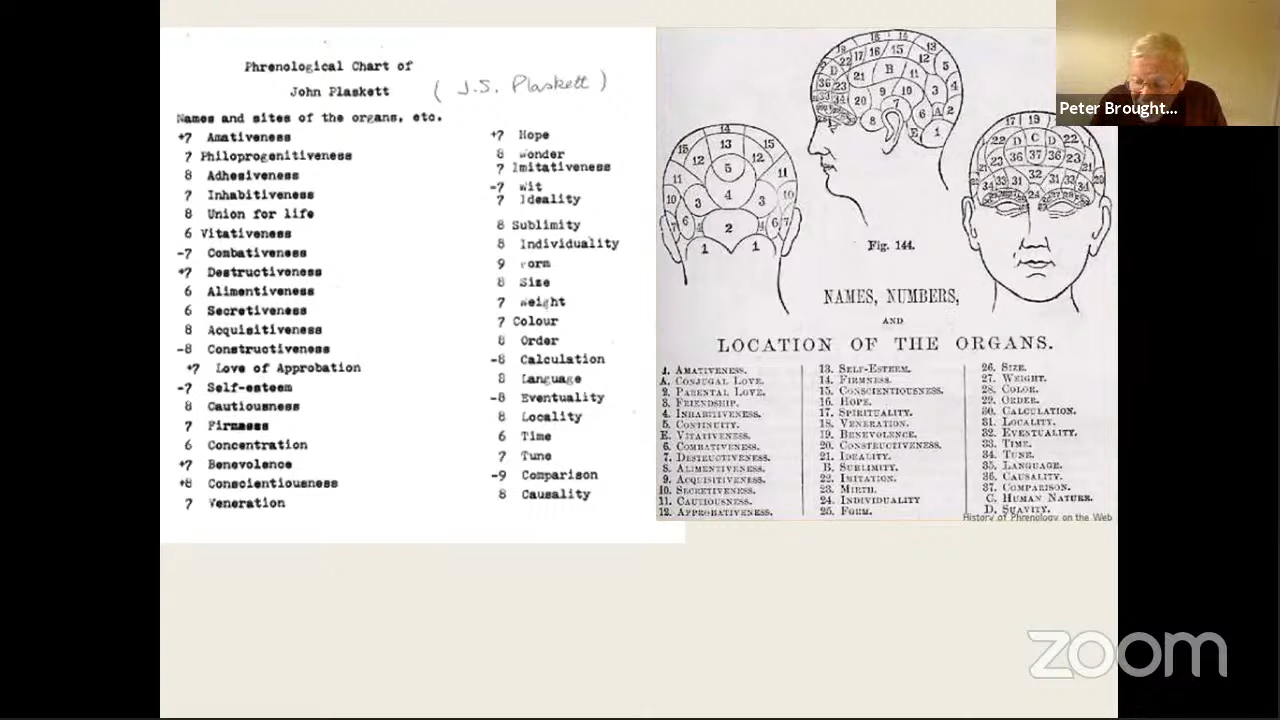 Phrenological Chart of
John Plaskett
( J.S. Plaskett )
Names and sites of the organs, etc.
+7 Amativeness
7 Philoprogenitiveness
8 Adhesiveness
7 Inhabitiveness
8 Union for life
6 Vitativeness
-7 Combativeness
+7 Destructiveness
6 Alimentiveness
6 Secretiveness
8 Acquisitiveness
-8 Constructiveness
+7 Love of Approbation
-7 Self-esteem
8 Cautiousness
7 Firmness
6 Concentration
+7 Benevolence
+8 Conscientiousness
7 Veneration
+7 Hope
8 Wonder
7 Imitativeness
-7 Wit
7 Ideality
8 Sublimity
8 Individuality
9 Form
8 Size
7 Weight
7 Colour
8 Order
-8 Calculation
8 Language
-8 Eventuality
8 Locality
6 Time
7 Tune
-9 Comparison
8 Causality
Fig. 144.
NAMES, NUMBERS,
AND
LOCATION OF THE ORGANS.
1. AMATIVENESS.
A. CONJUGAL LOVE.
2. PARENTAL LOVE.
3. FRIENDSHIP.
4. INHABITIVENESS.
5. CONTINUITY.
E. VITATIVENESS.
6. COMBATIVENESS.
7. DESTRUCTIVENESS.
8. ALIMENTIVENESS.
9. ACQUISITIVENESS.
10. SECRETIVENESS.
11. CAUTIOUSNESS.
12. APPROBATIVENESS.
13. SELF-ESTEEM.
14. FIRMNESS.
15. CONSCIENTIOUSNESS.
16. HOPE.
17. SPIRITUALITY.
18. VENERATION.
19. BENEVOLENCE.
20. CONSTRUCTIVENESS.
21. IDEALITY.
B. SUBLIMITY.
22. IMITATION.
23. MIRTH.
24. INDIVIDUALITY
25. FORM.
26. SIZE.
27. WEIGHT.
28. COLOR.
29. ORDER.
30. CALCULATION.
31. LOCALITY.
32. EVENTUALITY.
33. TIME.
34. TUNE.
35. LANGUAGE.
36. CAUSALITY.
37. COMPARISON.
C. HUMAN NATURE.
D. SUAVITY.
History of Phrenology on the Web
Peter Brought...
zoom